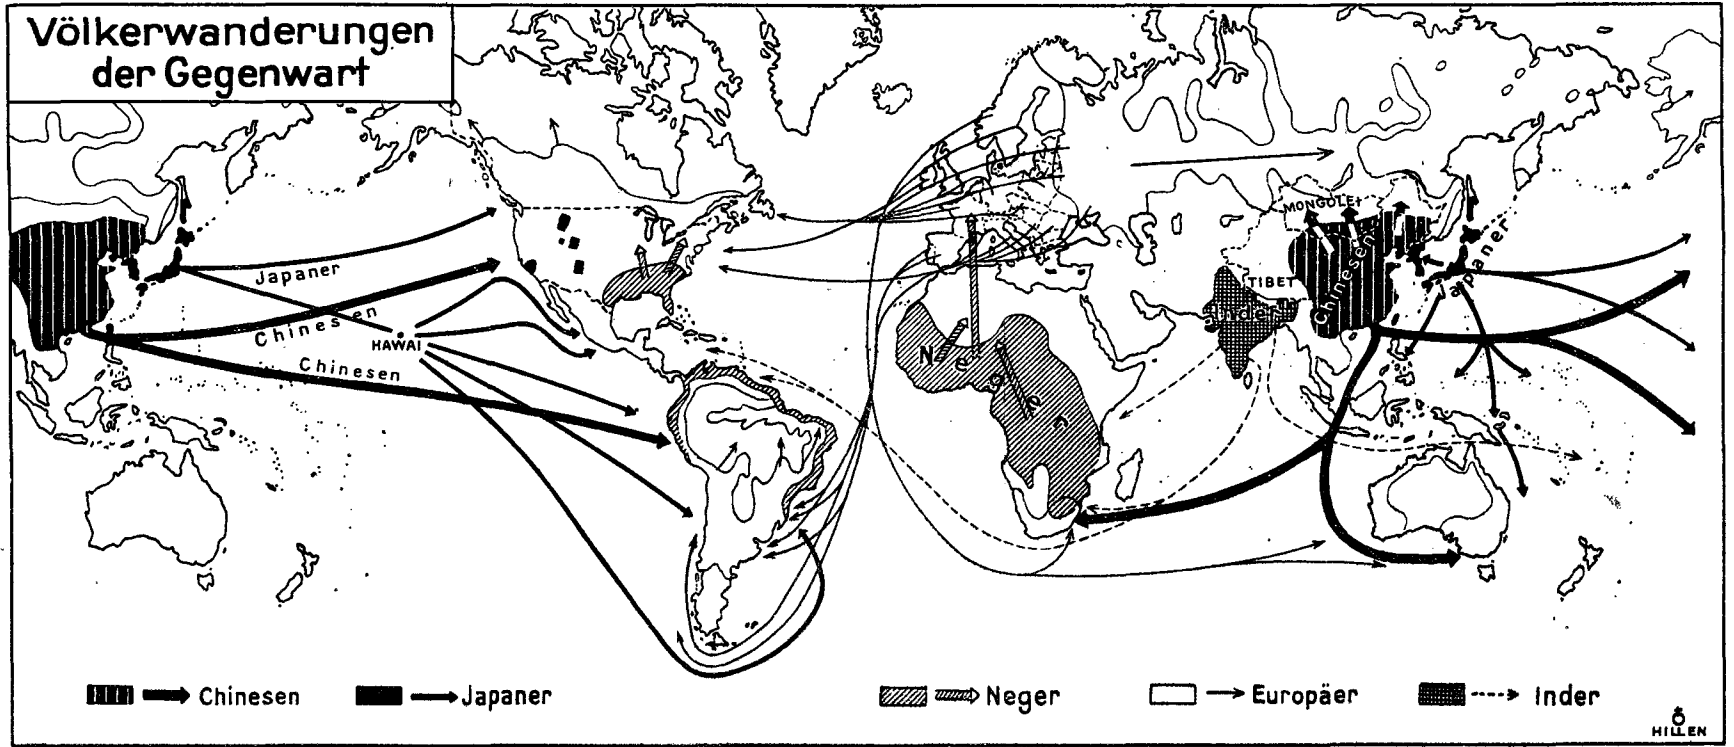 Völkerwanderungen
der Gegenwart
Japaner
Chinesen
HAWAI
Chinesen
Neger
MONGOLEI
Chinesen
Japaner
TIBET
Inder
Chinesen
Japaner
Neger
Europäer
Inder
HILLEN